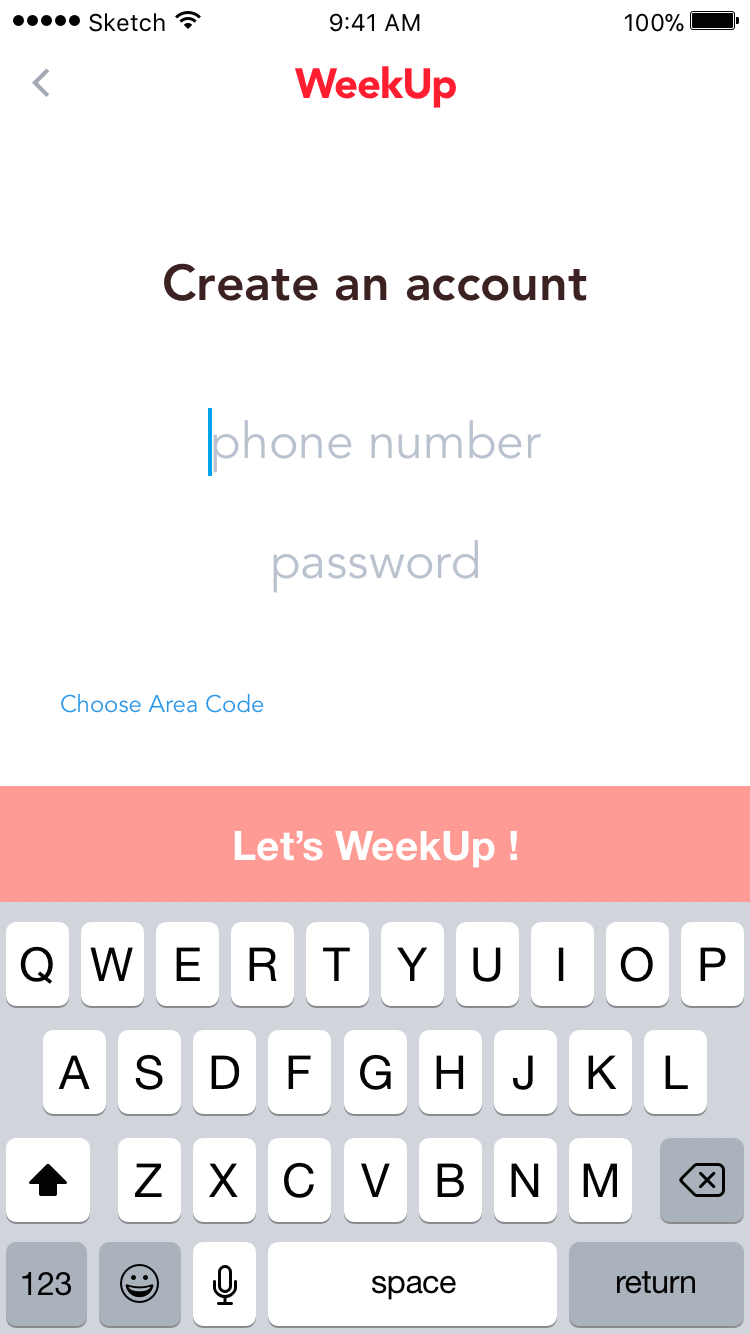 ●●●●● Sketch 9:41 AM 100%
WeekUp
Create an account
phone number
password
Choose Area Code
Let’s WeekUp !
Q W E R T Y U I O P
A S D F G H J K L
Z X C V B N M
123 space return